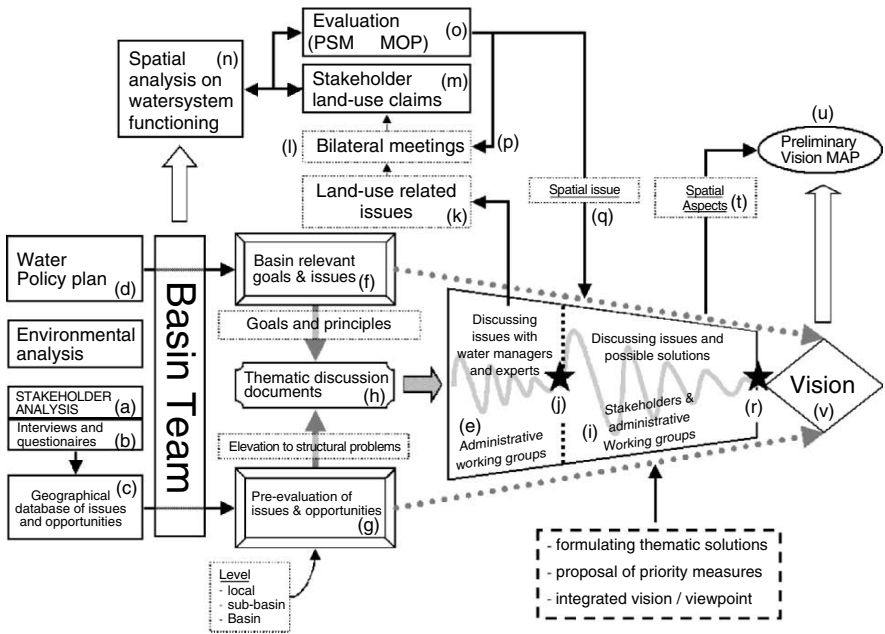 Evaluation (o)
(PSM MOP)
Spatial (n)
analysis on
watersystem
functioning
Stakeholder (m)
land-use claims
(l) Bilateral meetings (p)
Land-use related
issues (k)
Spatial issue
(q)
Spatial
Aspects (t)
(u)
Preliminary
Vision MAP
Water
Policy plan
(d)
Environmental
analysis
STAKEHOLDER
ANALYSIS (a)
Interviews and
questionaires (b)
Geographical (c)
database of issues
and opportunities
Basin Team
Basin relevant
goals & issues (f)
Goals and principles
Thematic discussion
documents (h)
Elevation to structural problems
Pre-evaluation of
issues & opportunities
(g)
Level
- local
- sub-basin
- Basin
Discussing
issues with
water managers
and experts
(e)
Administrative
working groups
(j)
Discussing issues and
possible solutions
(i) Stakeholders &
administrative
Working groups
(r)
Vision
(v)
- formulating thematic solutions
- proposal of priority measures
- integrated vision / viewpoint